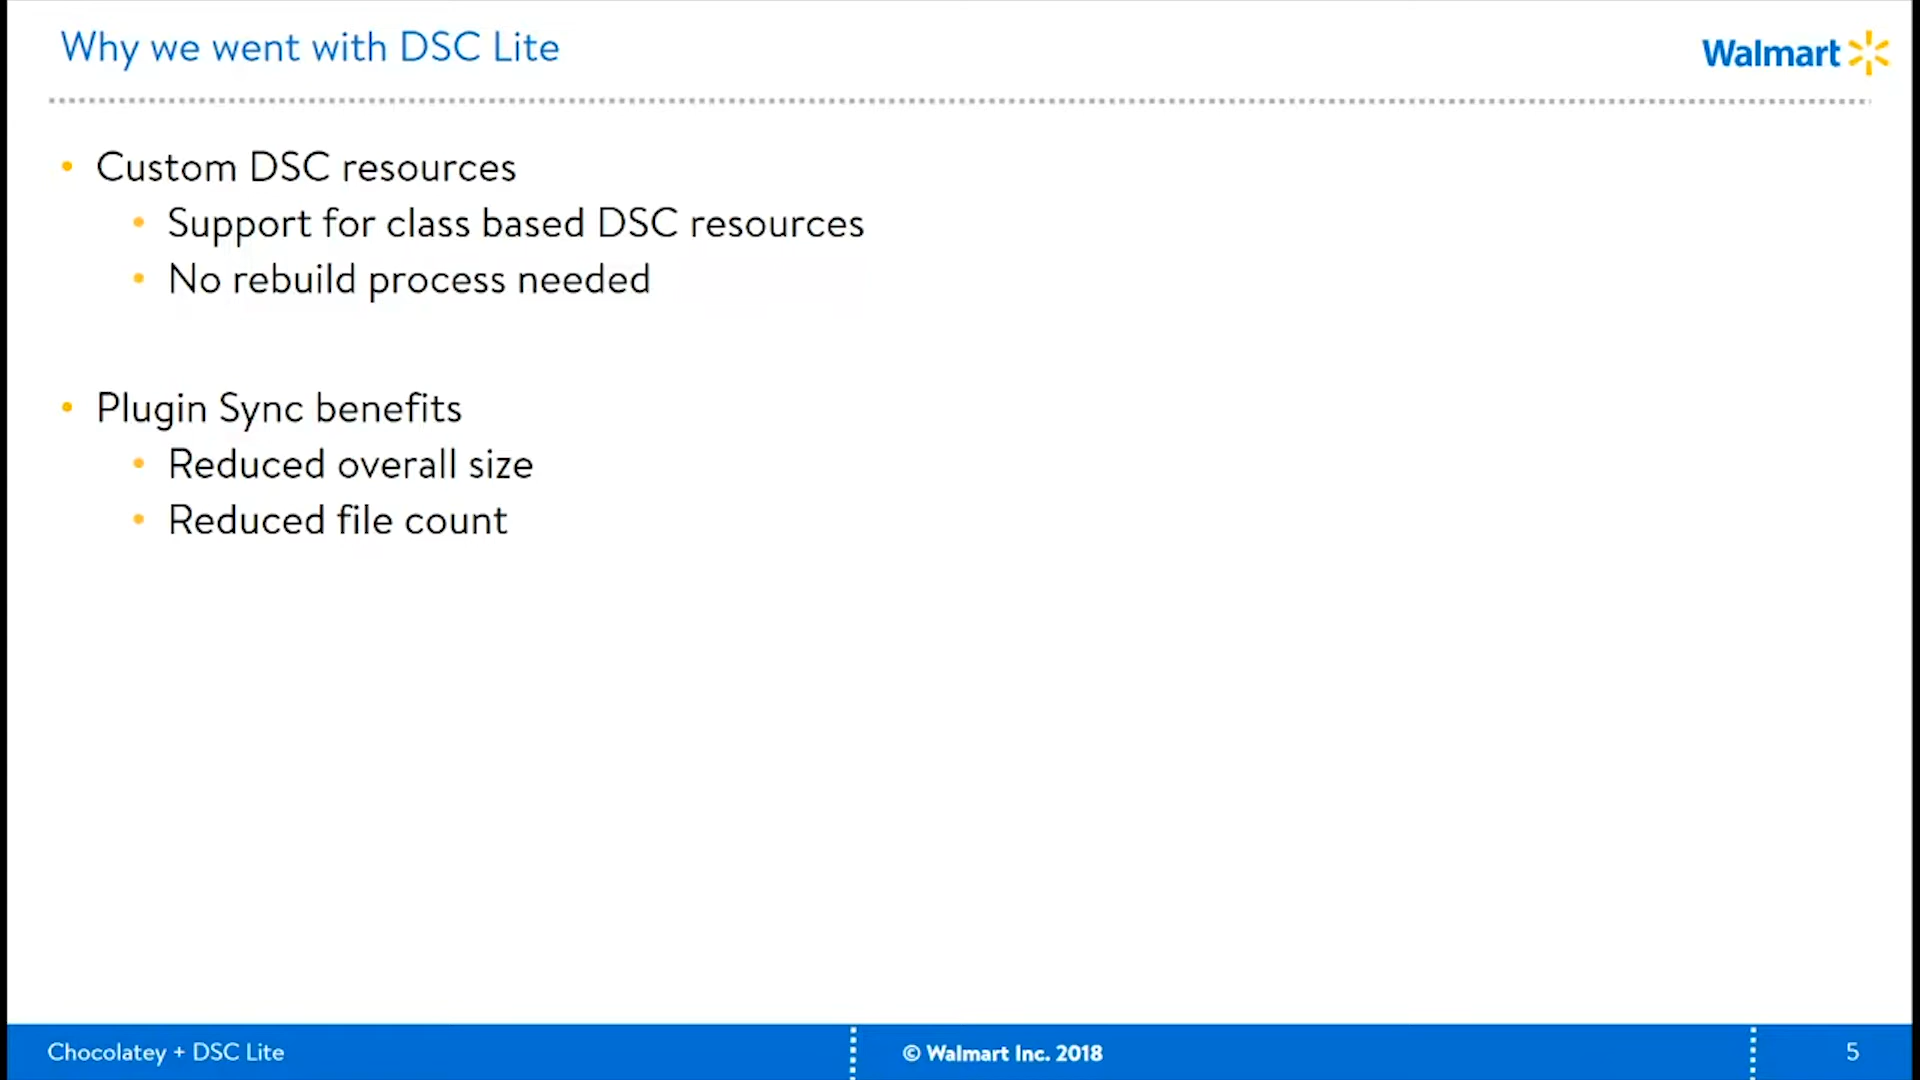 Why we went with DSC Lite
Walmart
• Custom DSC resources
• Support for class based DSC resources
• No rebuild process needed
• Plugin Sync benefits
• Reduced overall size
• Reduced file count
Chocolatey + DSC Lite
© Walmart Inc. 2018
5